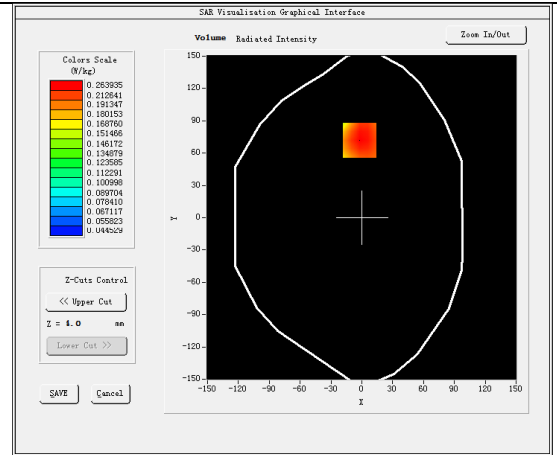 SAR Visualisation Graphical Interface
Volume Radiated Intensity
Zoom In/Out
Colors Scale
(W/kg)
0.263935
0.212641
0.191347
0.180153
0.168760
0.151466
0.146172
0.134879
0.123585
0.112291
0.100998
0.089704
0.078410
0.067117
0.055823
0.044529
150
120
90
60
30
0
-30
-60
-90
-120
-150
Y
-150 -120 -90 -60 -30 0 30 60 90 120 150
X
Z-Cuts Control
<< Upper Cut
Z = mm
Lower Cut >>
SAVE Cancel